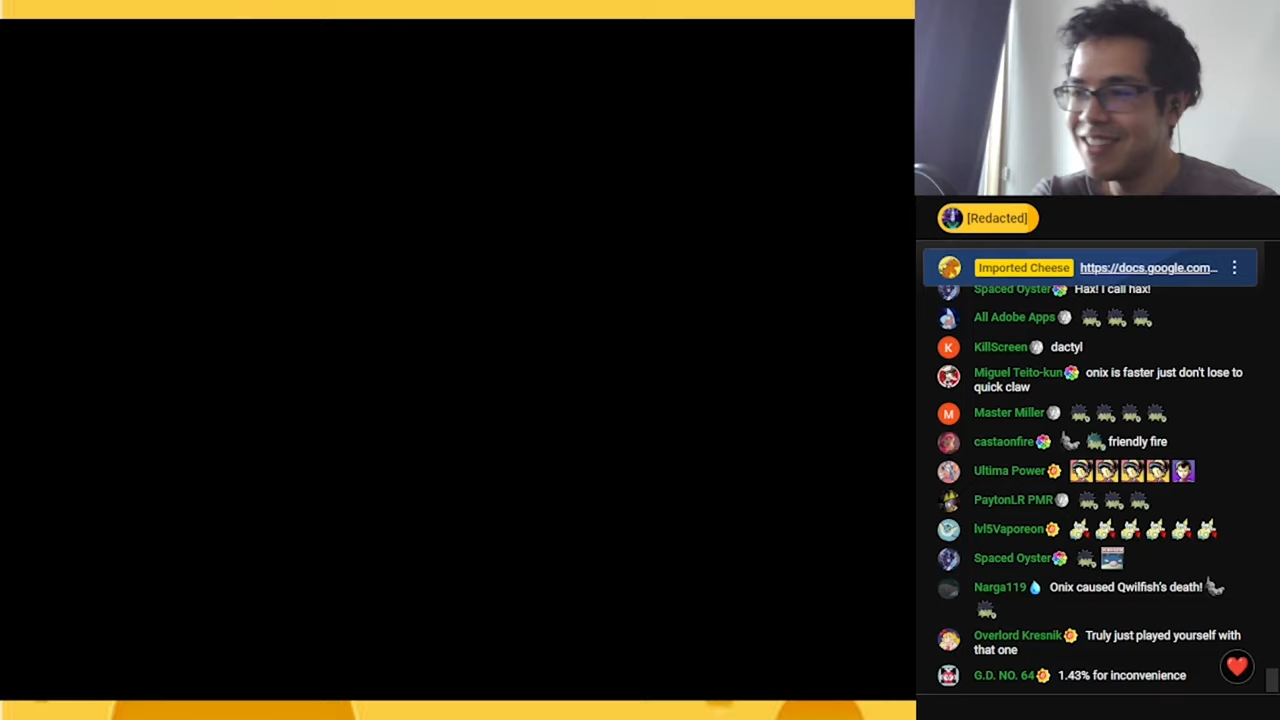 [Redacted]
Imported Cheese https://docs.google.com...
Spaced Oyster Hax! I call hax!
All Adobe Apps
K KillScreen dactyl
Miguel Teito-kun onix is faster just don't lose to
quick claw
M Master Miller
castaonfire friendly fire
Ultima Power
PaytonLR PMR
lvl5Vaporeon
Spaced Oyster
Narga119 Onix caused Qwilfish's death!
Overlord Kresnik Truly just played yourself with
that one
G.D. NO. 64 1.43% for inconvenience